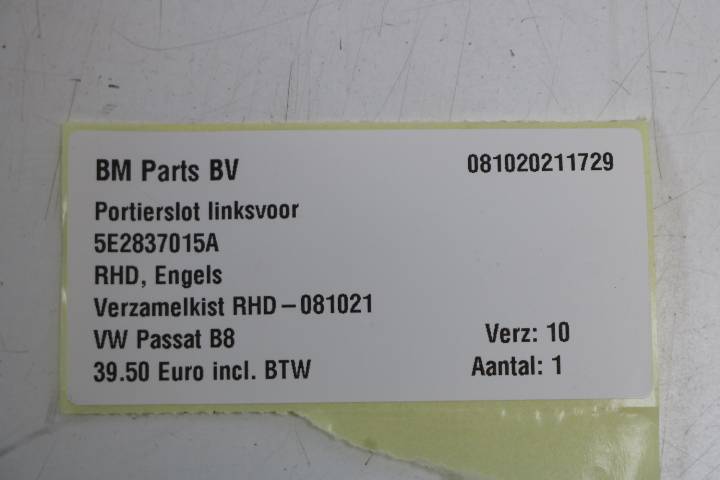 BM Parts BV 081020211729
Portierslot linksvoor
5E2837015A
RHD, Engels
Verzamelkist RHD-081021
VW Passat B8 Verz: 10
39.50 Euro incl. BTW Aantal: 1